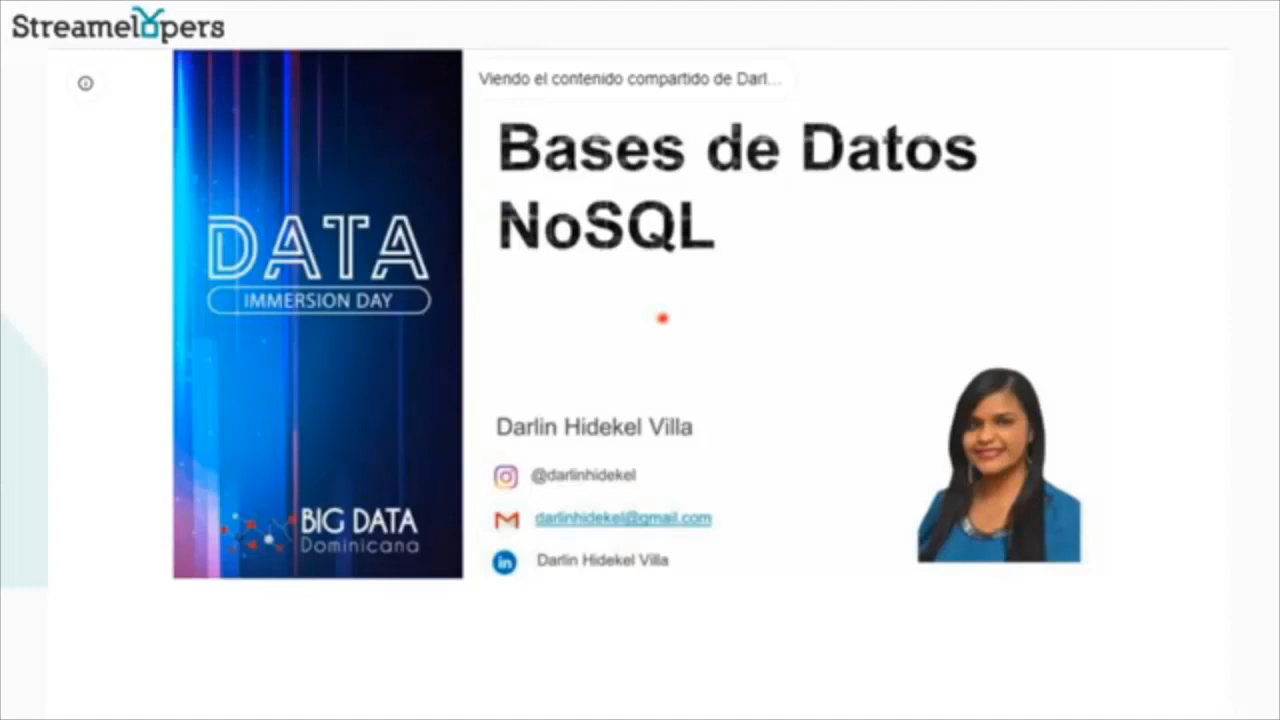 Streamelopers
Viendo el contenido compartido de Darl...
Bases de Datos
NoSQL
DATA
IMMERSION DAY
Darlin Hidekel Villa
@darlinhidekel
darlinhidekel@gmail.com
Darlin Hidekel Villa
in
BIG DATA
Dominicana